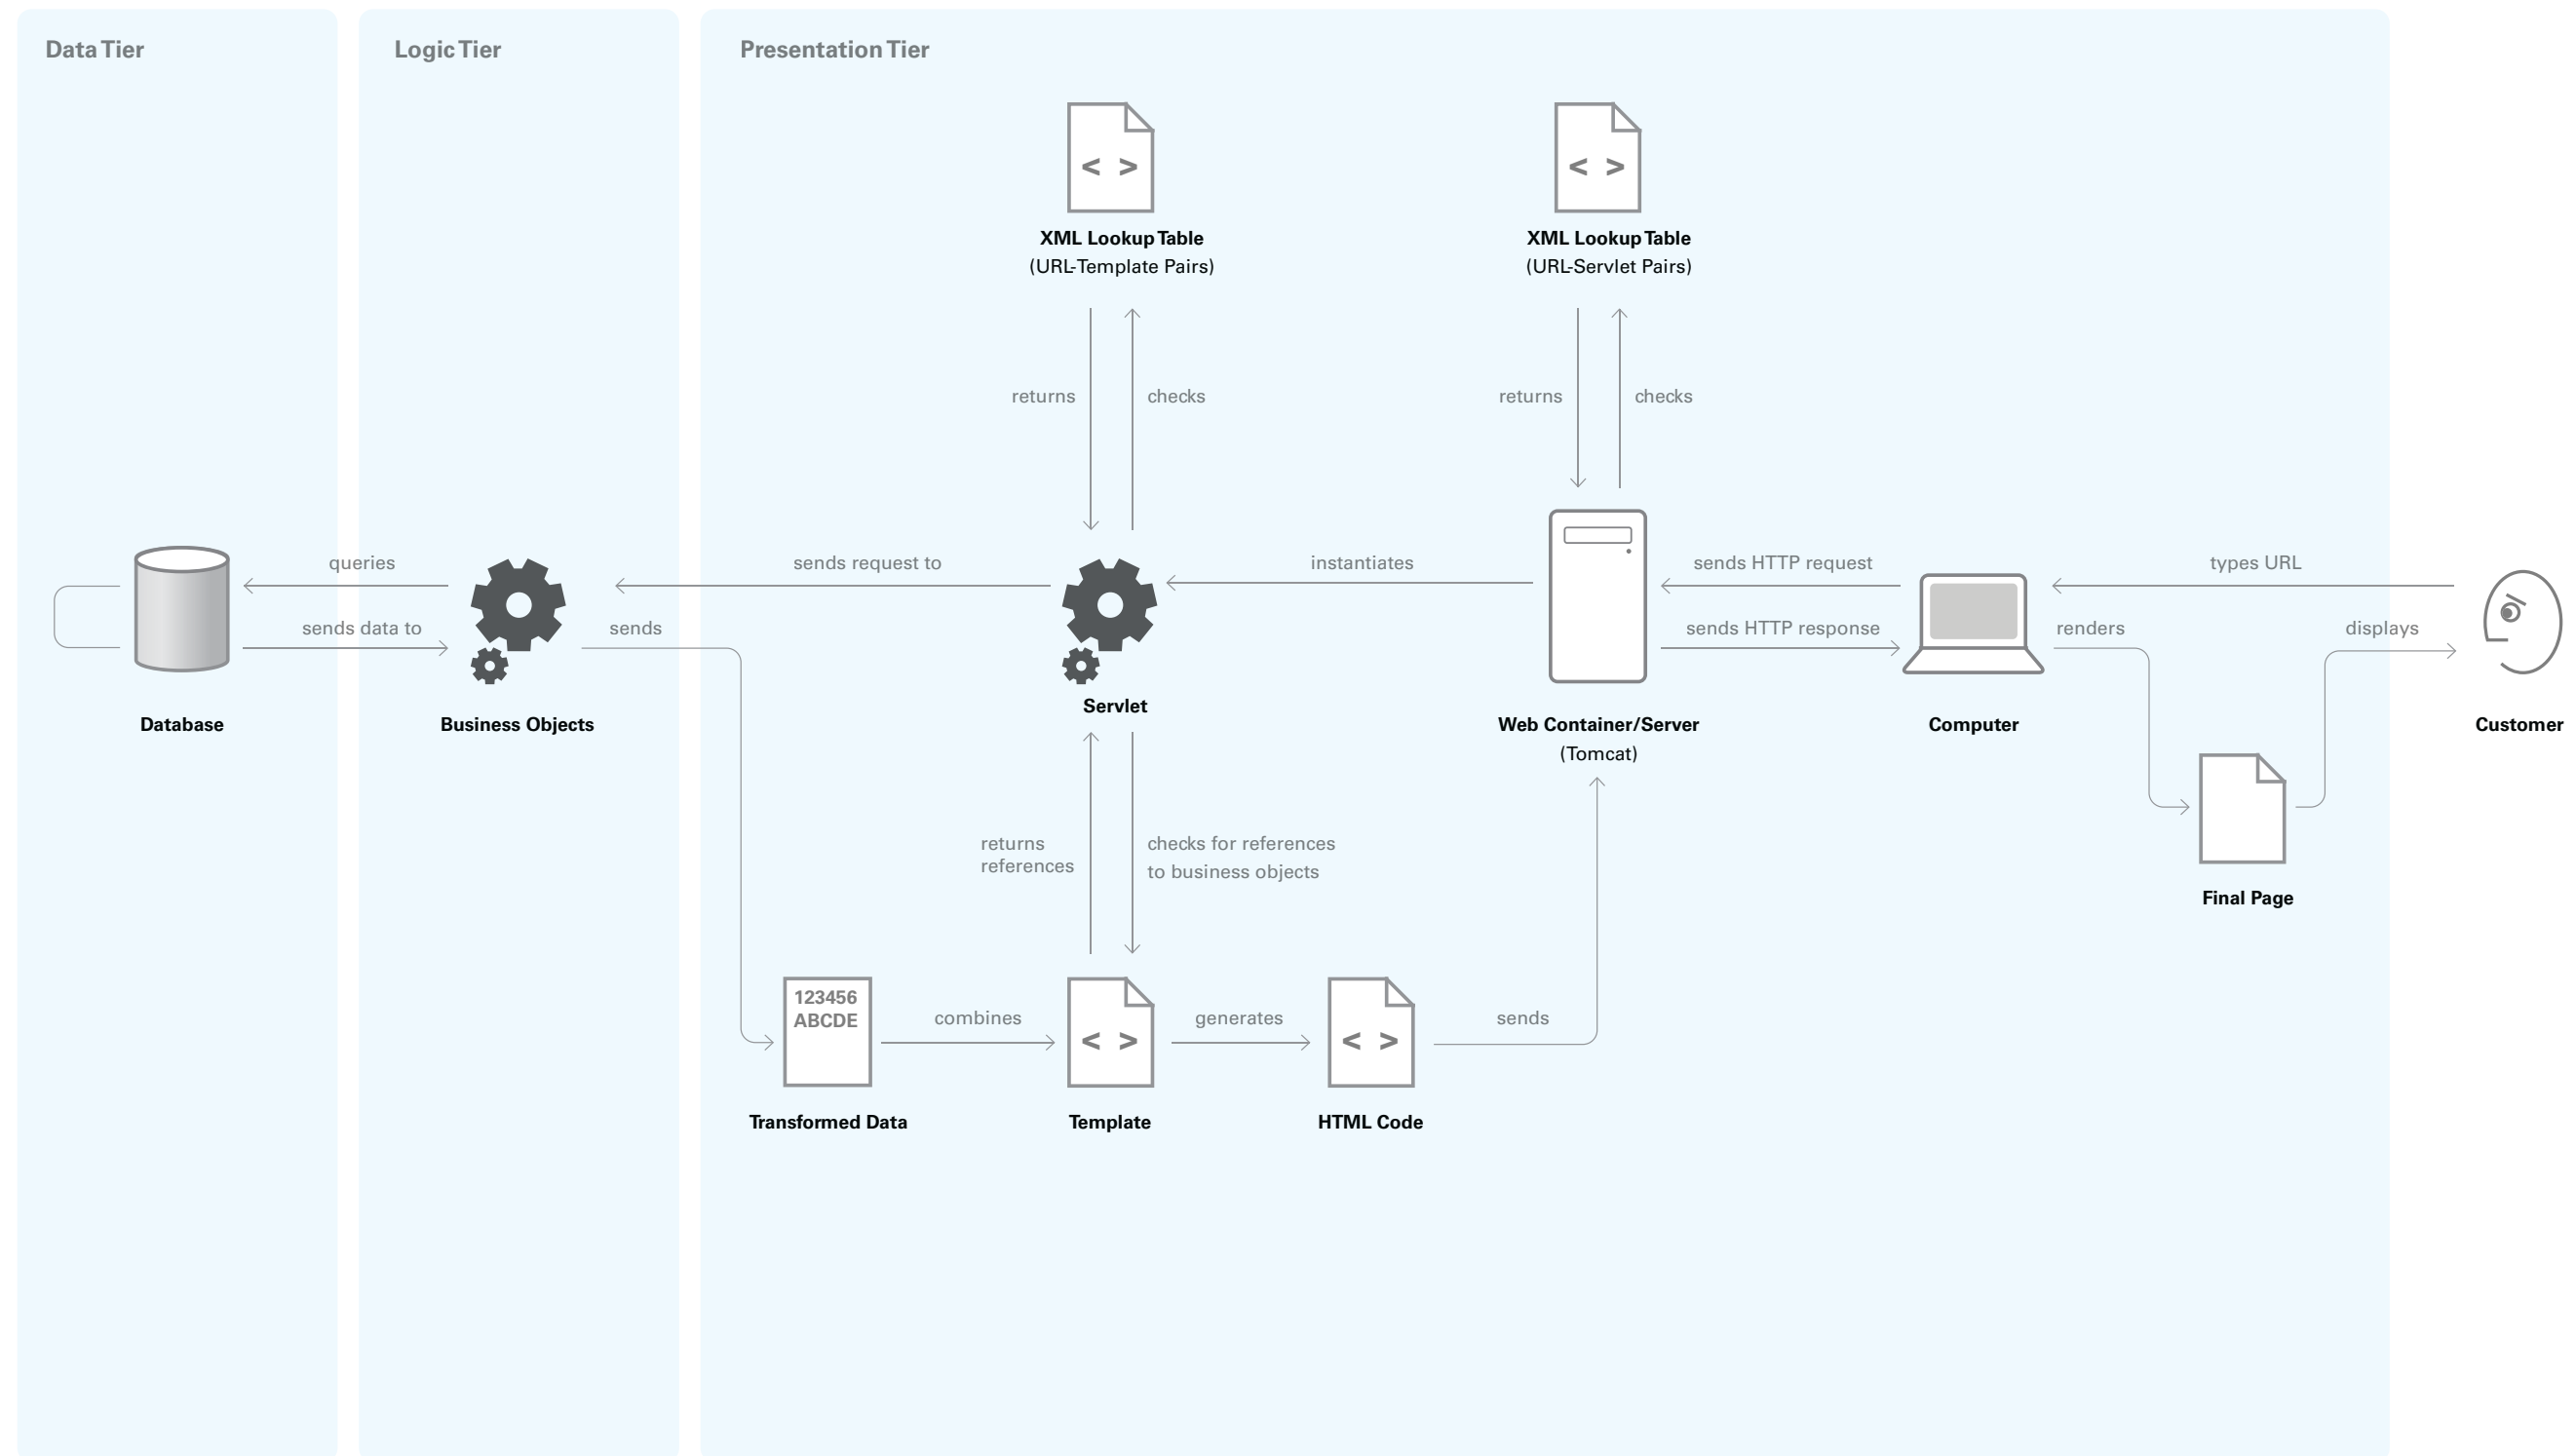 Data Tier
Logic Tier
Presentation Tier
< >
< >
XML Lookup Table
(URL-Template Pairs)
XML Lookup Table
(URL-Servlet Pairs)
returns
checks
returns
checks
queries
sends request to
instantiates
sends HTTP request
types URL
sends data to
sends
sends HTTP response
renders
displays
Servlet
Database
Business Objects
Web Container/Server
(Tomcat)
Computer
Customer
returns
references
checks for references
to business objects
Final Page
123456
ABCDE
combines
< >
generates
< >
sends
Transformed Data
Template
HTML Code